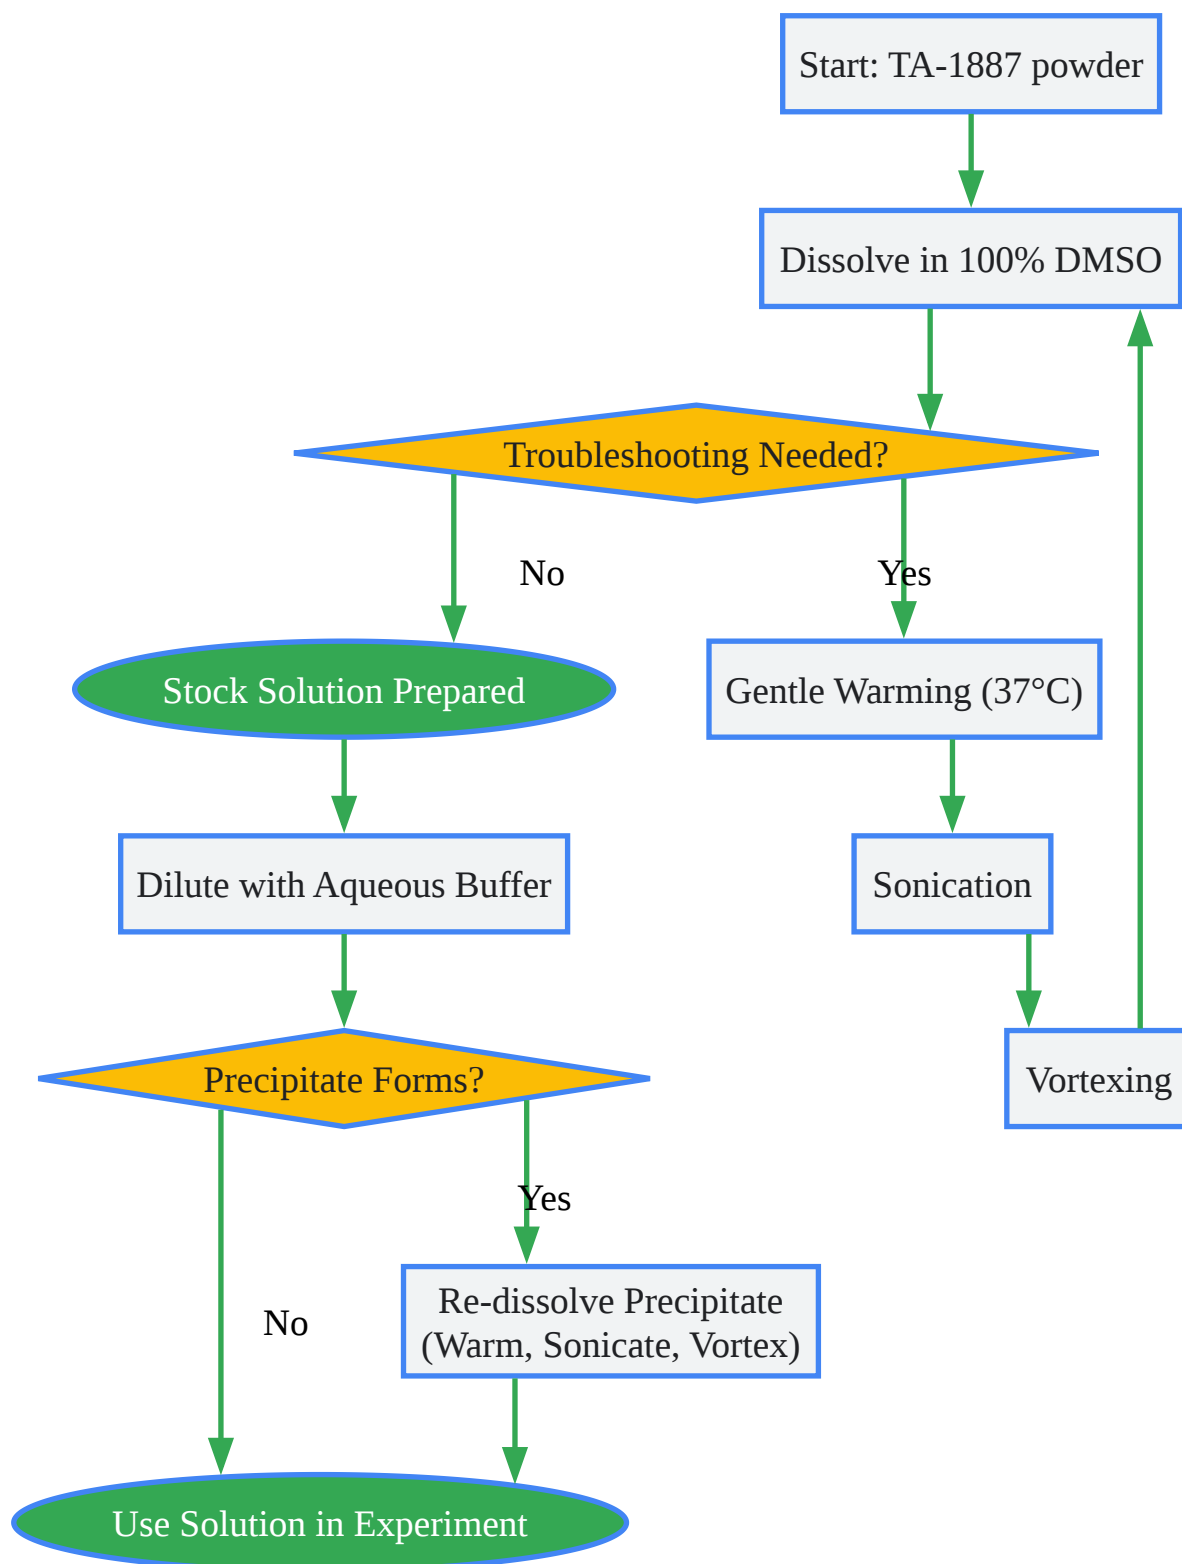 Start: TA-1887 powder
Dissolve in 100% DMSO
Troubleshooting Needed?
No
Yes
Stock Solution Prepared
Gentle Warming (37°C)
Dilute with Aqueous Buffer
Sonication
Precipitate Forms?
Vortexing
Yes
Re-dissolve Precipitate
(Warm, Sonicate, Vortex)
No
Use Solution in Experiment